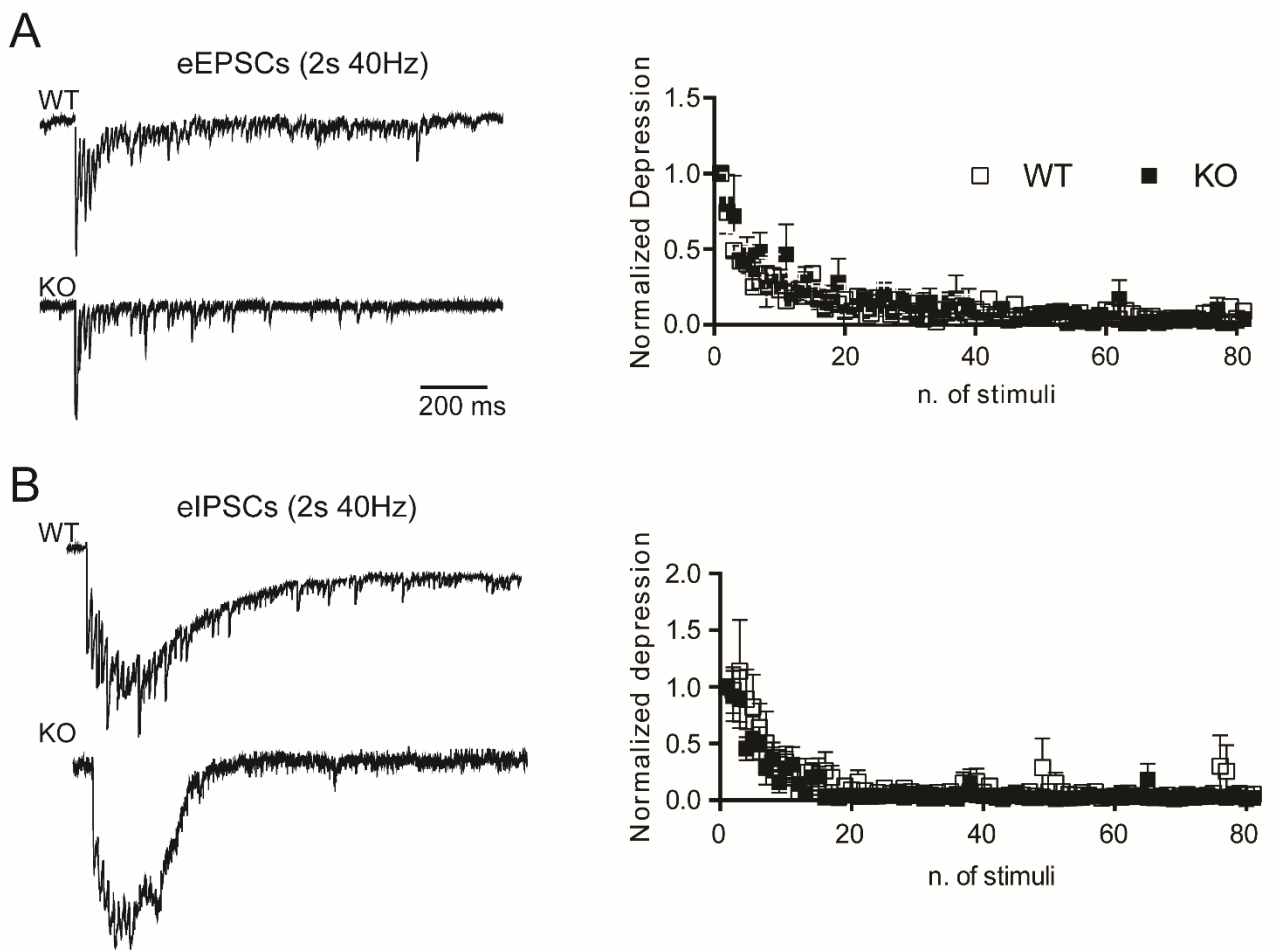 A
eEPSCs (2s 40Hz)
WT
KO
200 ms
Normalized Depression
1.5
1.0
0.5
0.0
WT KO
0 20 40 60 80
n. of stimuli
B
eIPSCs (2s 40Hz)
WT
KO
Normalized depression
2.0
1.5
1.0
0.5
0.0
0 20 40 60 80
n. of stimuli